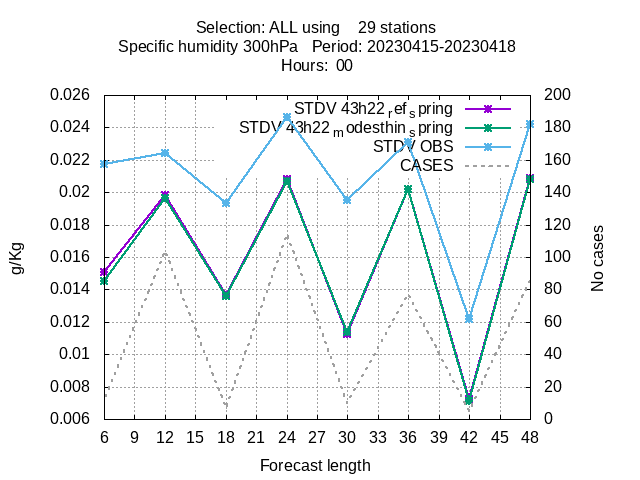 Selection: ALL using    29 stations
Specific humidity 300hPa   Period: 20230415-20230418
Hours:  00
STDV 43h22_ref_spring
STDV 43h22_modesthin_spring
STDV OBS
CASES
0.026
0.024
0.022
0.02
0.018
0.016
0.014
0.012
0.01
0.008
0.006
g/Kg
200
180
160
140
120
100
80
60
40
20
0
No cases
6 9 12 15 18 21 24 27 30 33 36 39 42 45 48
Forecast length